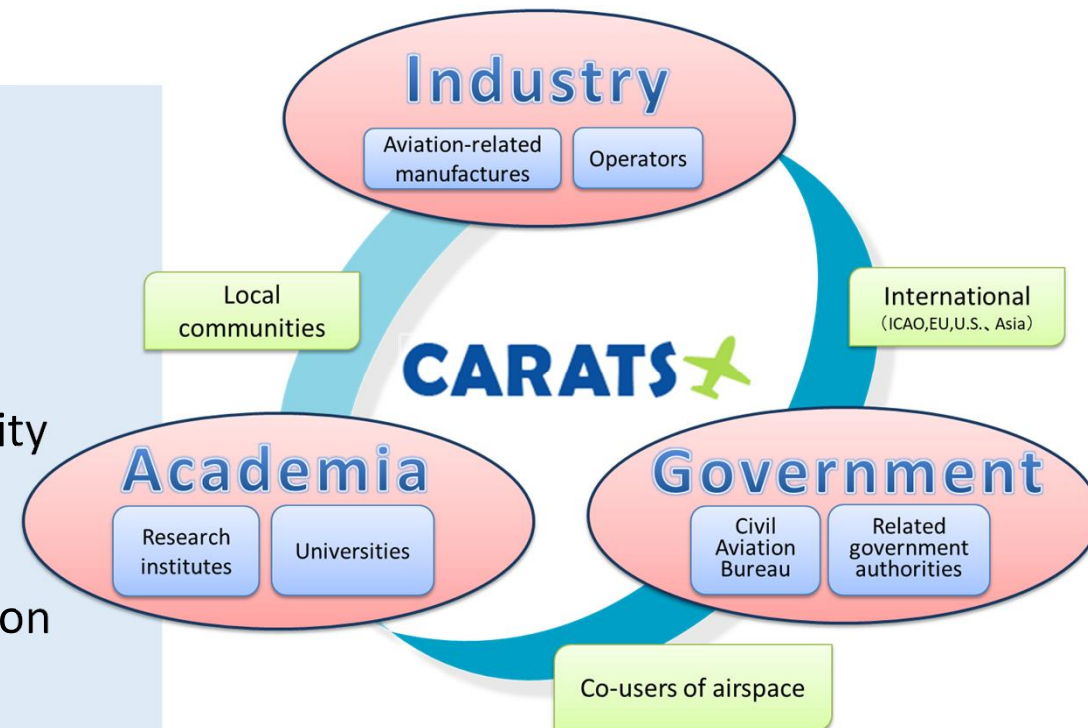 Industry
Aviation-related
manufactures
Operators
Local
communities
International
（ICAO,EU,U.S.、Asia）
CARATS
Academia
Research
institutes
Universities
Government
Civil
Aviation
Bureau
Related
government
authorities
Co-users of airspace
ity
on